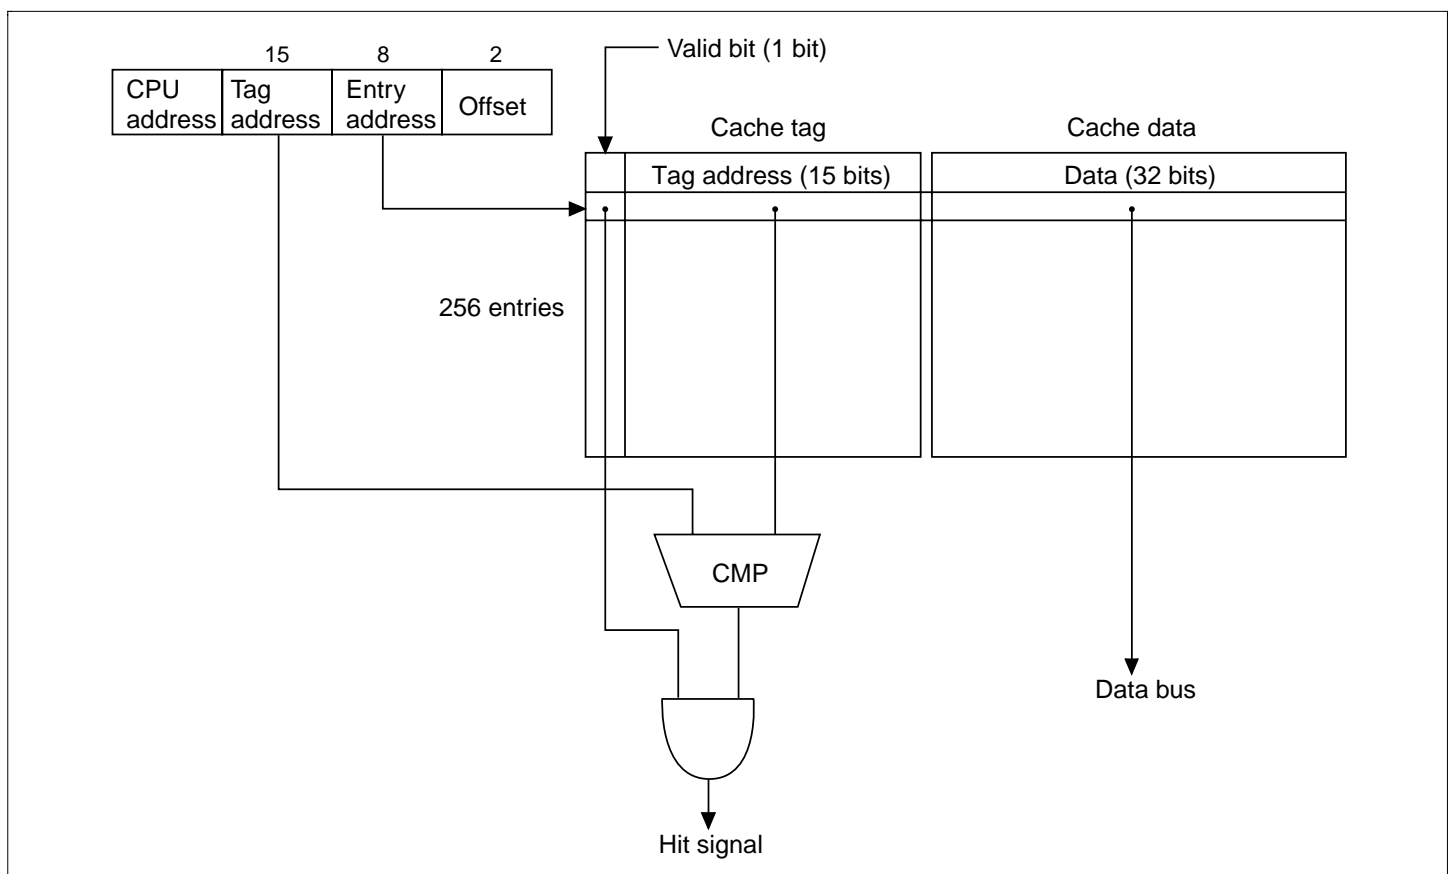 15 8 2
CPU address
Tag address
Entry address
Offset
Valid bit (1 bit)
Cache tag
Cache data
Tag address (15 bits)
Data (32 bits)
256 entries
CMP
Data bus
Hit signal